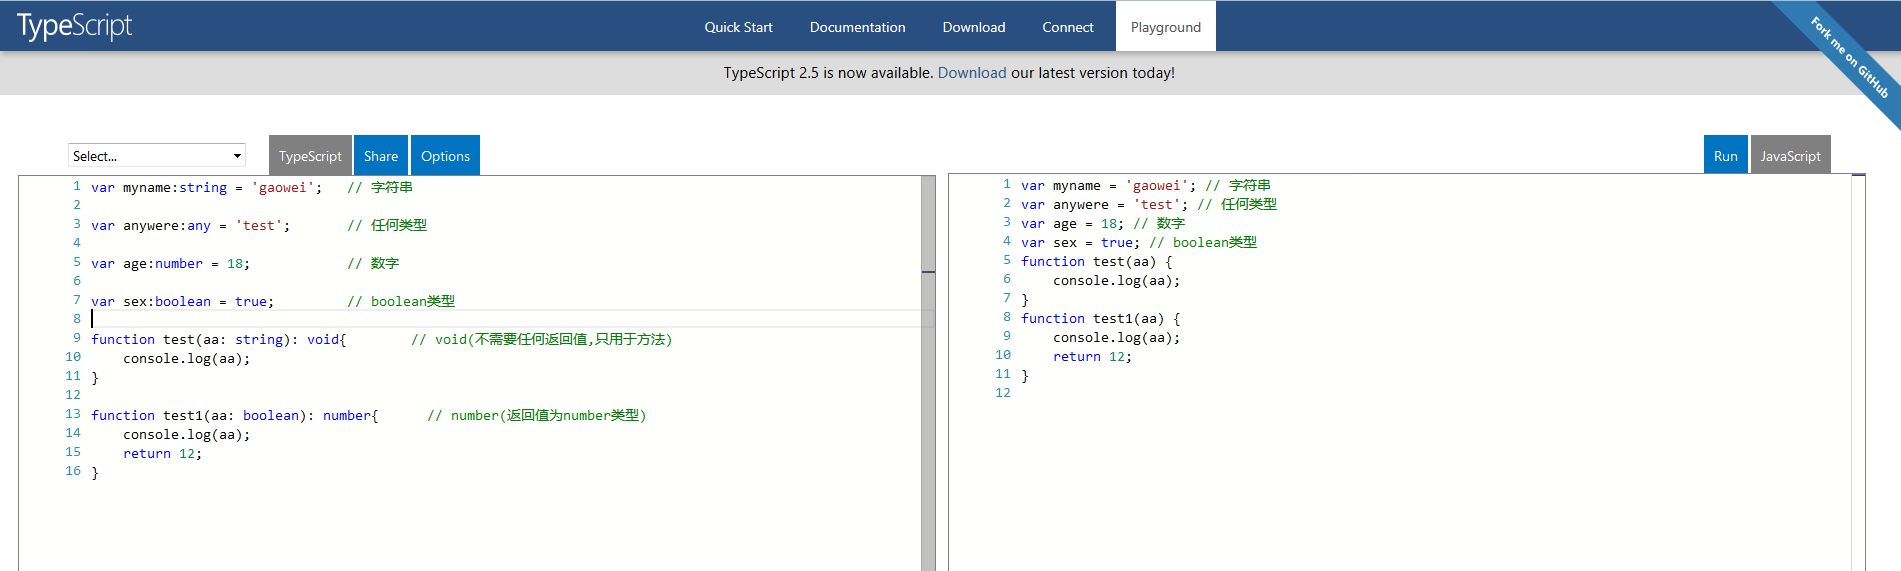 TypeScript
Quick Start Documentation Download Connect Playground
Fork me on GitHub
TypeScript 2.5 is now available. Download our latest version today!
Select... TypeScript Share Options
Run JavaScript
1 var myname:string = 'gaowei'; // 字符串
2
3 var anywere:any = 'test'; // 任何类型
4
5 var age:number = 18; // 数字
6
7 var sex:boolean = true; // boolean类型
8
9 function test(aa: string): void{ // void(不需要任何返回值,只用于方法)
10 console.log(aa);
11 }
12
13 function test1(aa: boolean): number{ // number(返回值为number类型)
14 console.log(aa);
15 return 12;
16 }
1 var myname = 'gaowei'; // 字符串
2 var anywere = 'test'; // 任何类型
3 var age = 18; // 数字
4 var sex = true; // boolean类型
5 function test(aa) {
6 console.log(aa);
7 }
8 function test1(aa) {
9 console.log(aa);
10 return 12;
11 }
12